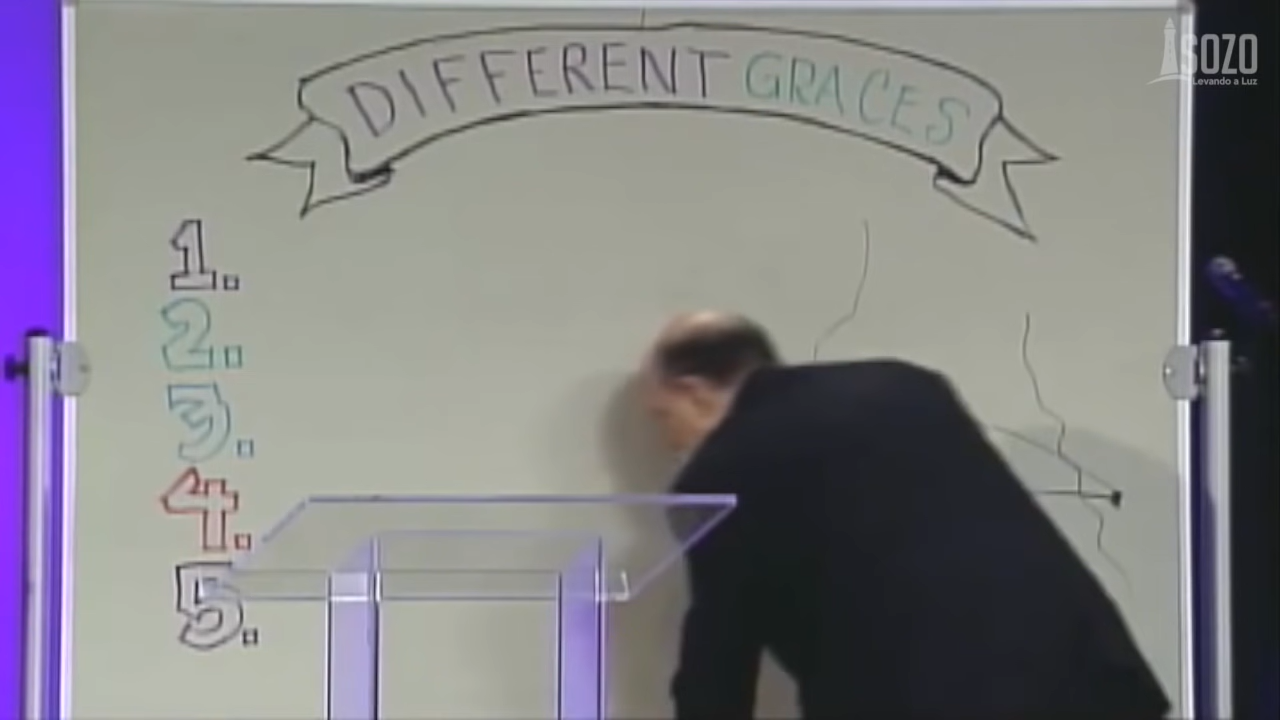 DIFFERENT GRACES
SOZO
Levando a Luz
1.
2.
3.
4.
5.